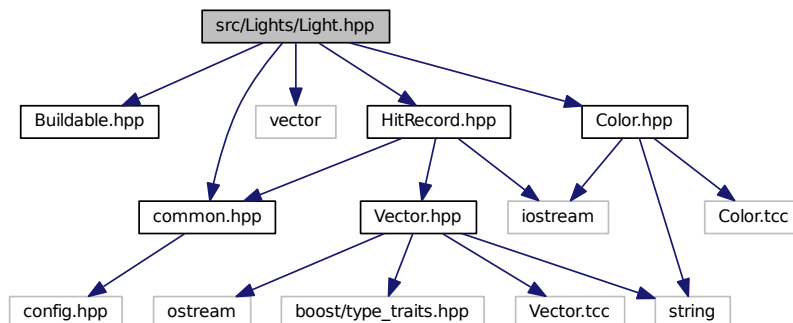 src/Lights/Light.hpp
Buildable.hpp
vector
HitRecord.hpp
Color.hpp
common.hpp
Vector.hpp
iostream
Color.tcc
config.hpp
ostream
boost/type_traits.hpp
Vector.tcc
string